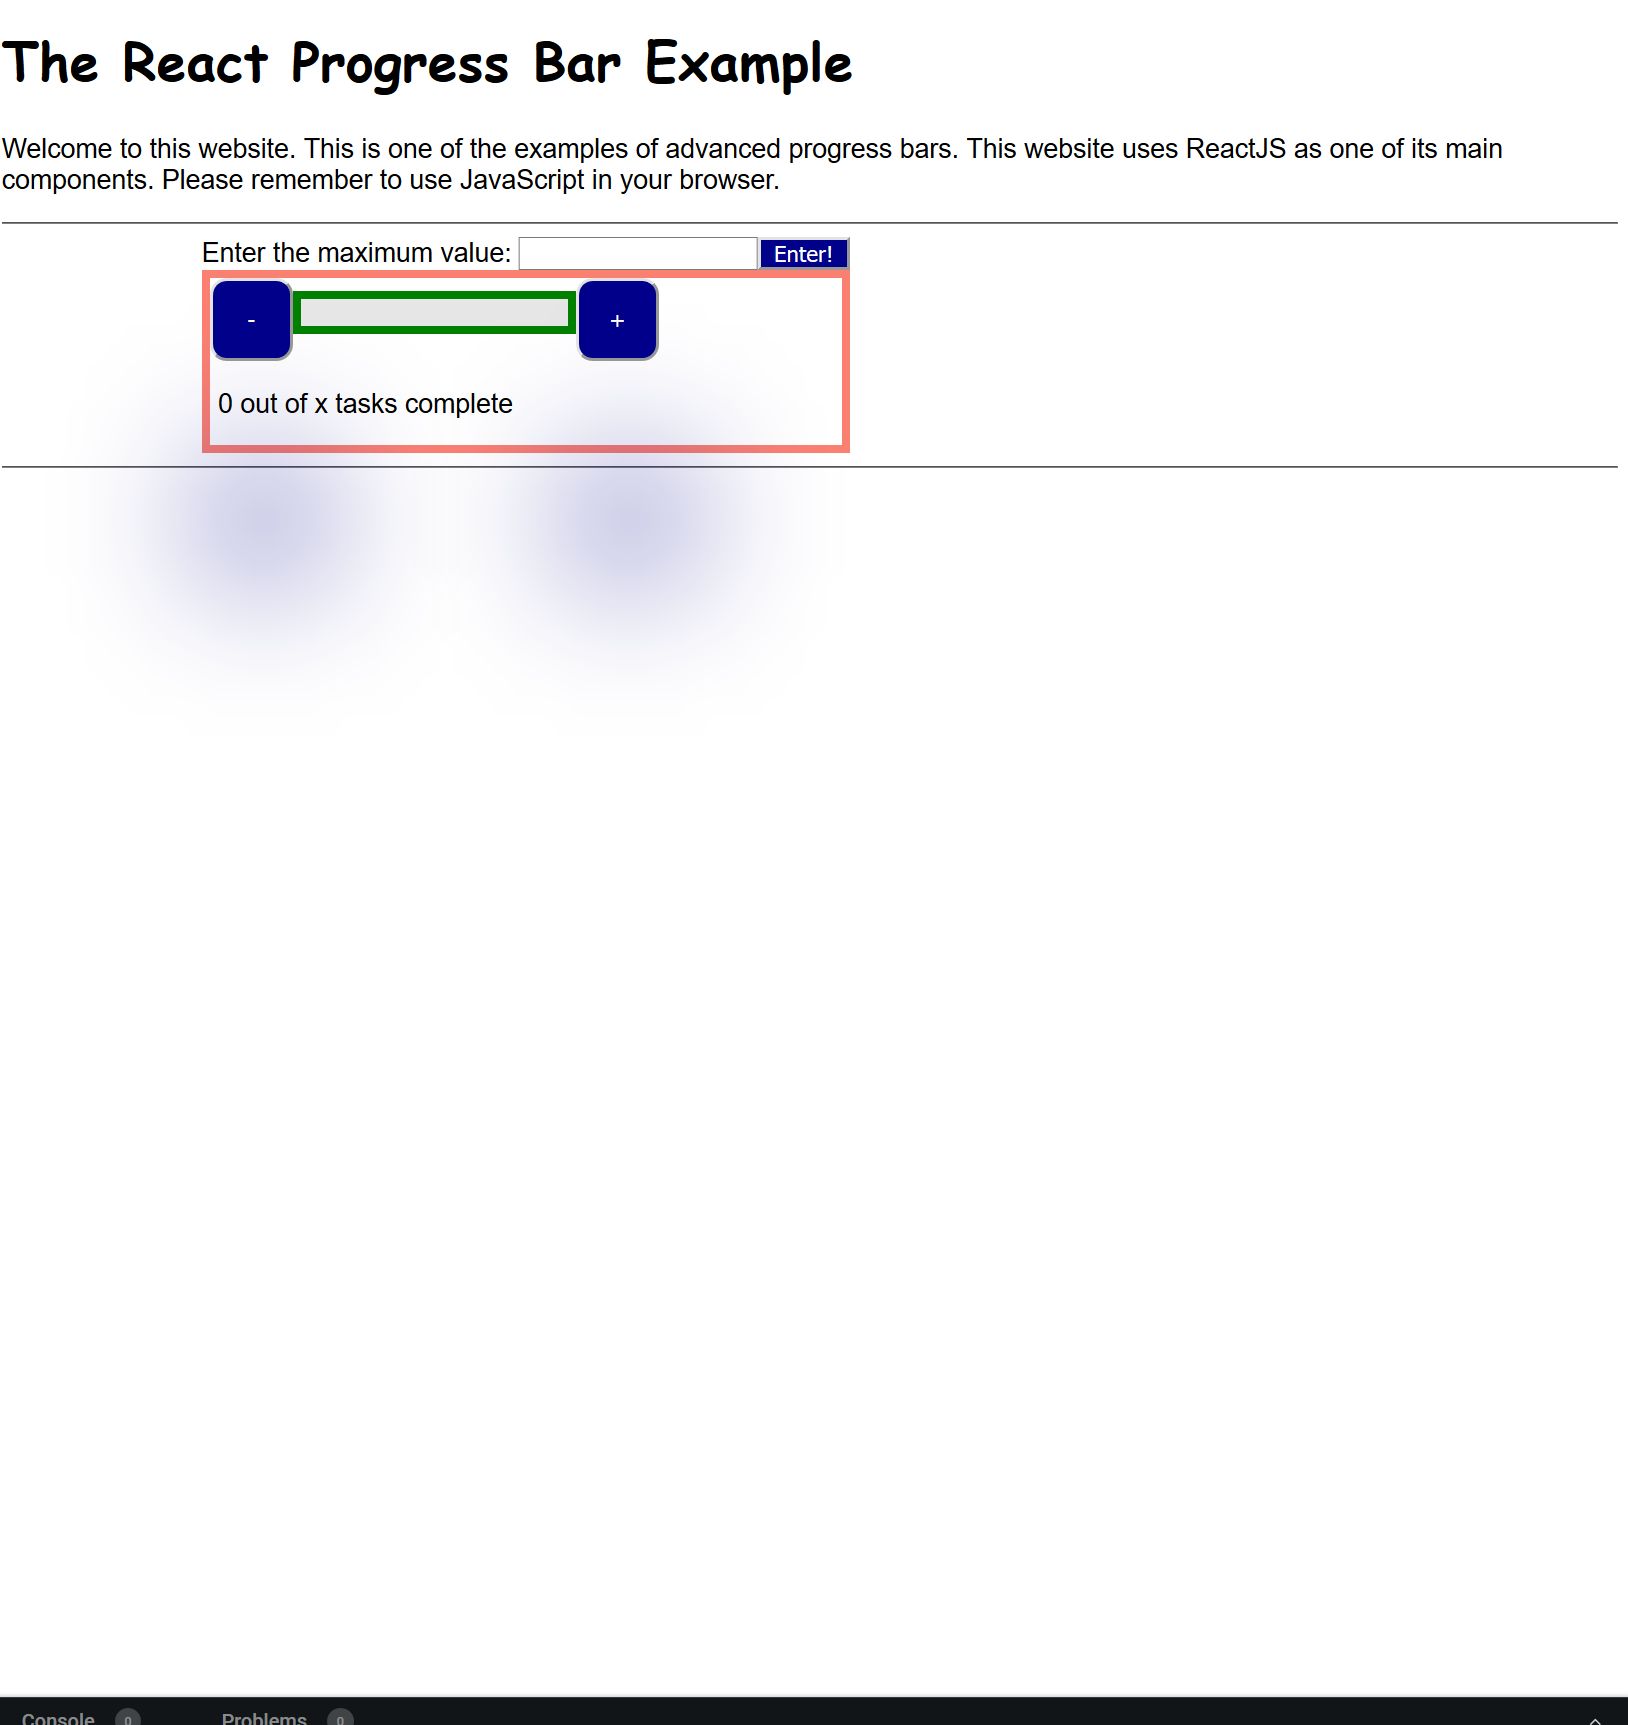 The React Progress Bar Example
Welcome to this website. This is one of the examples of advanced progress bars. This website uses ReactJS as one of its main
components. Please remember to use JavaScript in your browser.
Enter the maximum value: Enter!
- +
0 out of x tasks complete
Console 0 Problems 0